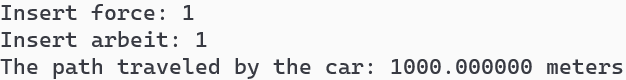 Insert force: 1
Insert arbeit: 1
The path traveled by the car: 1000.000000 meters